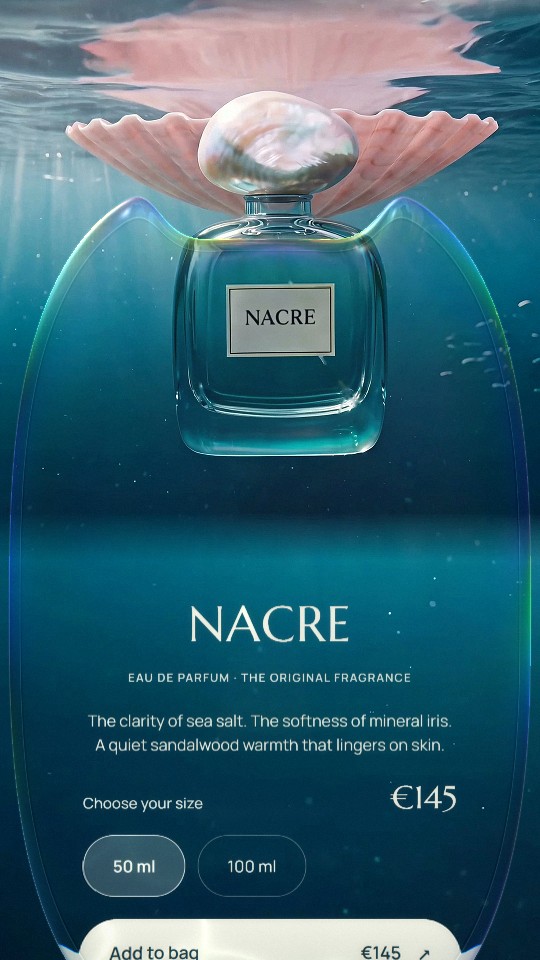 NACRE
NACRE
EAU DE PARFUM · THE ORIGINAL FRAGRANCE
The clarity of sea salt. The softness of mineral iris.
A quiet sandalwood warmth that lingers on skin.
Choose your size
€145
50 ml
100 ml
Add to bag
€145 ↗